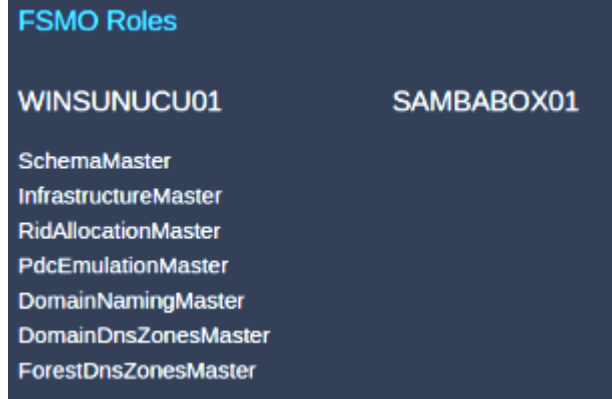 FSMO Roles
WINSUNUCU01 SAMBABOX01
SchemaMaster
InfrastructureMaster
RidAllocationMaster
PdcEmulationMaster
DomainNamingMaster
DomainDnsZonesMaster
ForestDnsZonesMaster